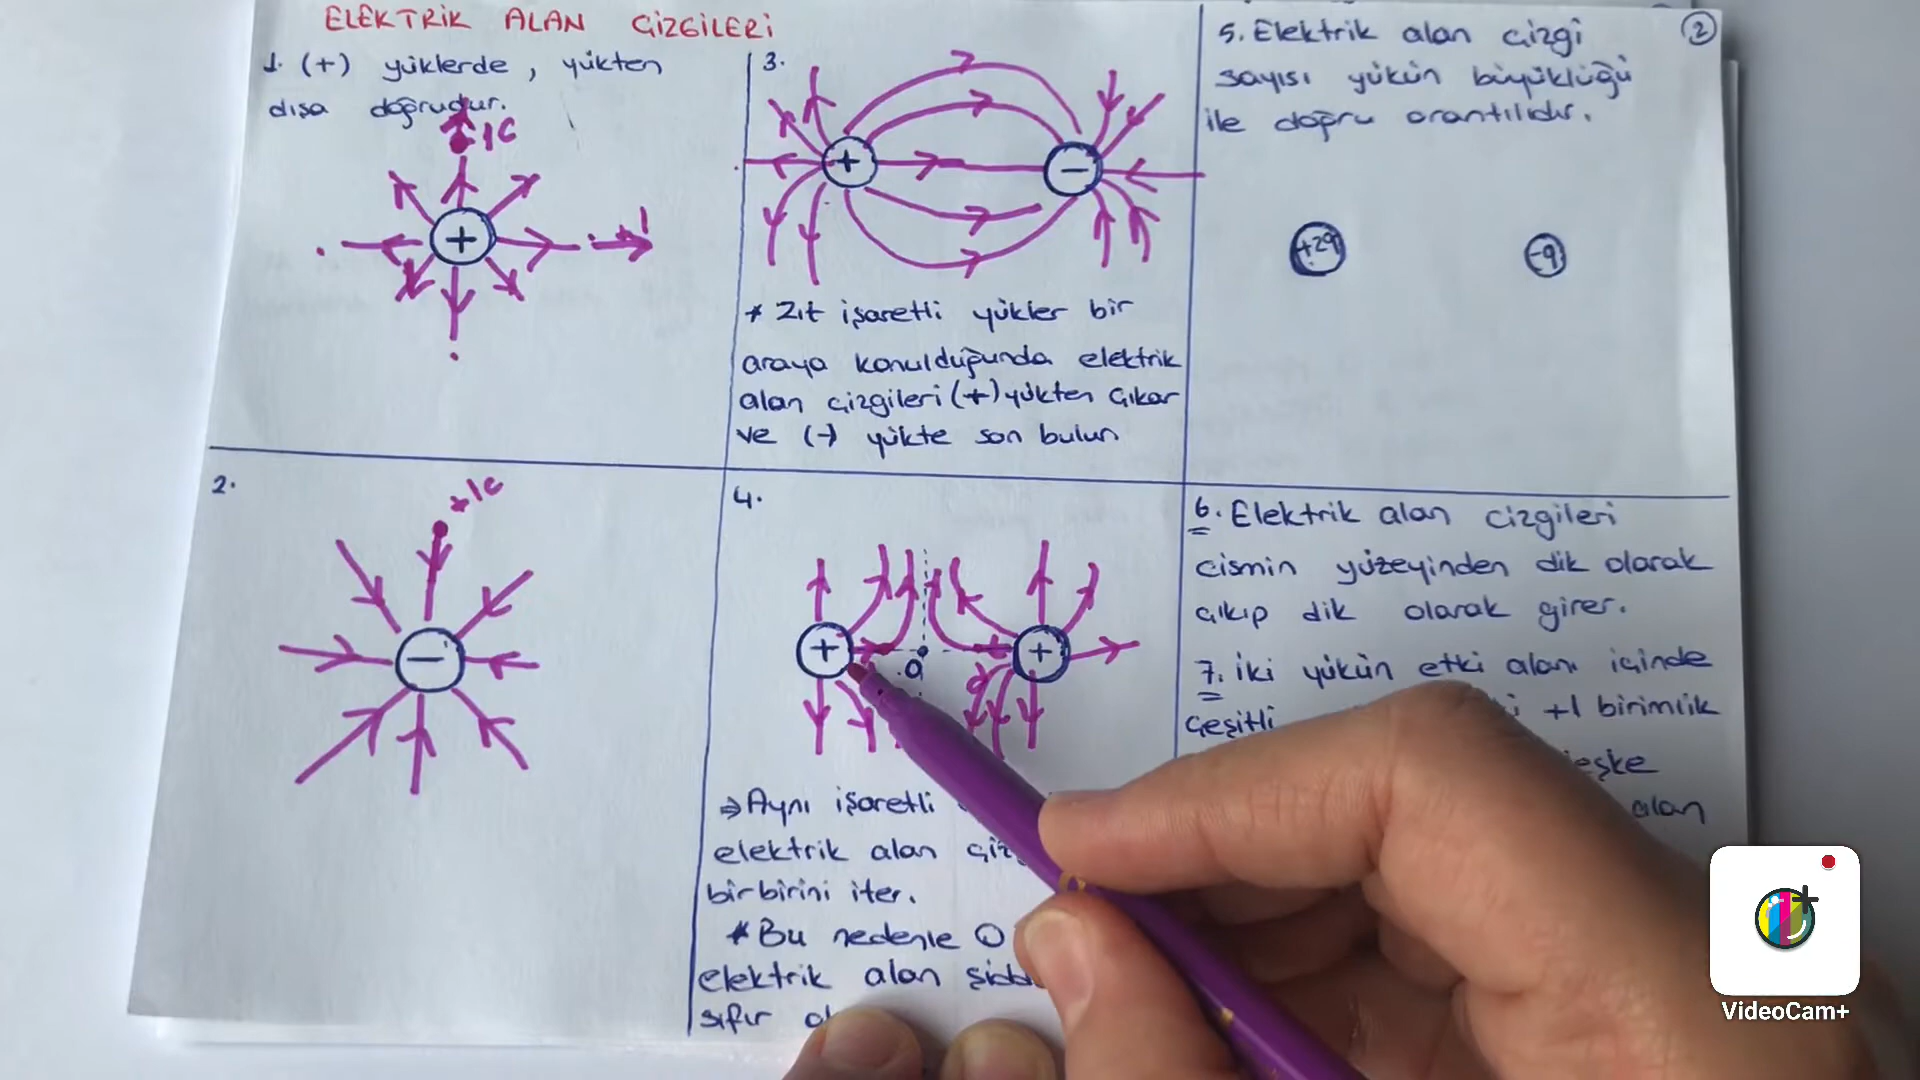 ELEKTRİK ALAN ÇİZGİLERİ
1. (+) yüklerde, yükten
dışa doğrudur.
+1C
+
+1
2.
+1C
−
3.
+ −
* Zıt işaretli yükler bir
araya konulduğunda elektrik
alan çizgileri (+) yükten çıkar
ve (-) yükte son bulur
4.
+ O +
⇒ Aynı işaretli
elektrik alan
birbirini iter.
* Bu nedenle O
elektrik alan
sıfır
2
5. Elektrik alan çizgi
sayısı yükün büyüklüğü
ile doğru orantılıdır.
+2q -q
6. Elektrik alan çizgileri
cismin yüzeyinden dik olarak
çıkıp dik olarak girer.
7. İki yükün etki alanı içinde
çeşitli +1 birimlik
alan
VideoCam+